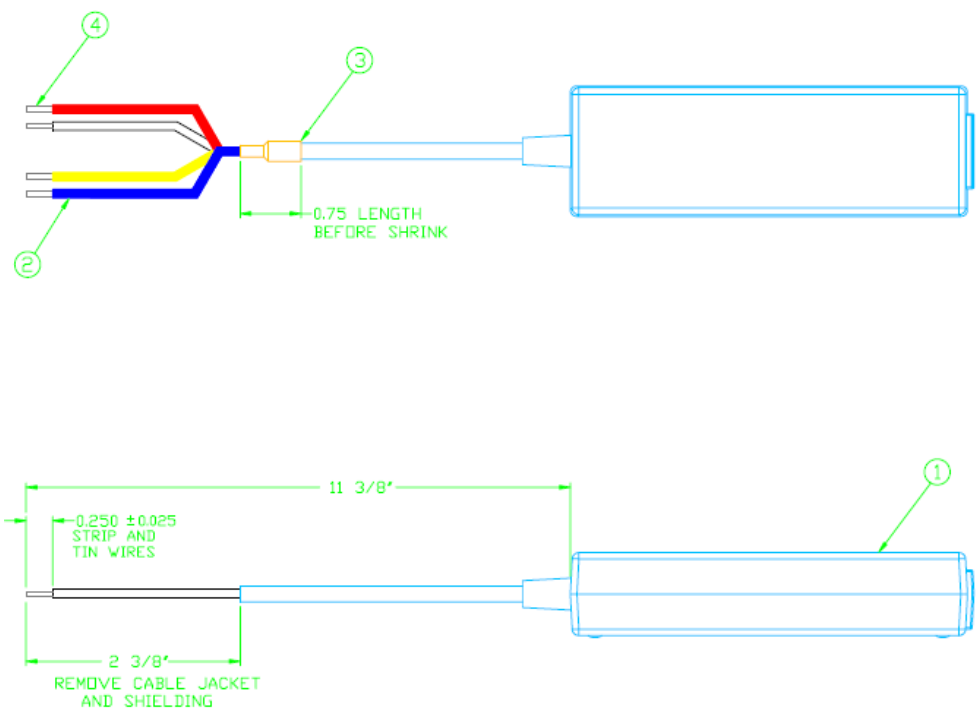 4
3
0.75 LENGTH
BEFORE SHRINK
2
11 3/8"
1
0.250 ±0.025
STRIP AND
TIN WIRES
2 3/8"
REMOVE CABLE JACKET
AND SHIELDING